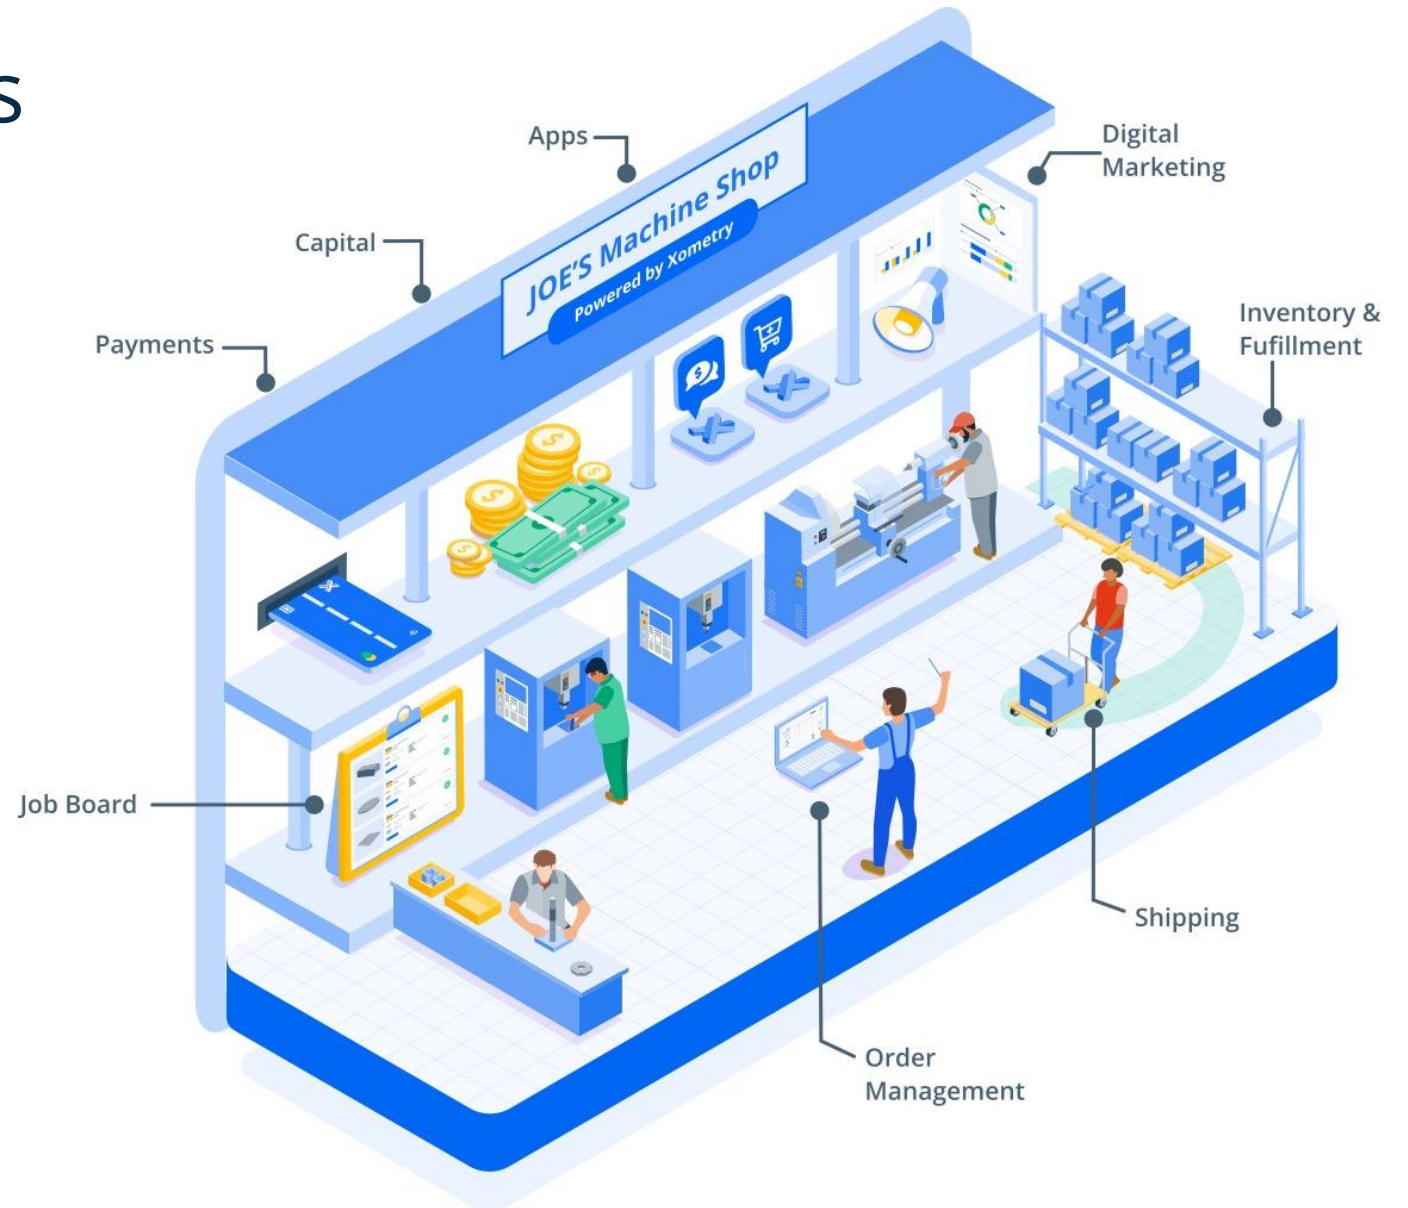 s
Apps
Digital
Marketing
JOE'S Machine Shop
Powered by Xometry
Capital
Payments
Inventory &
Fufillment
Job Board
Shipping
Order
Management